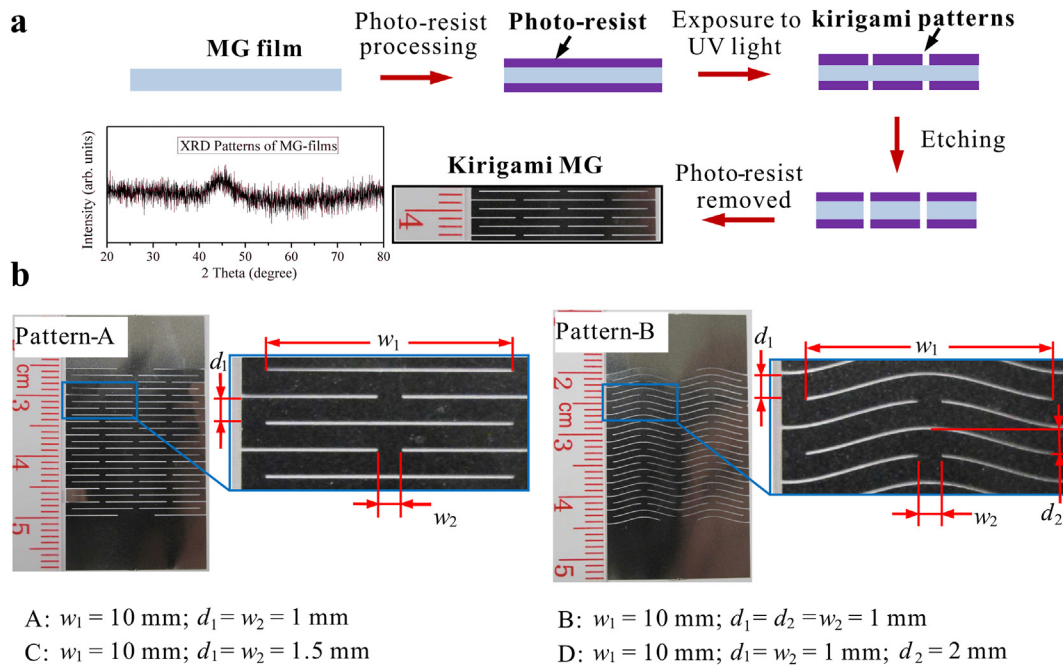 a
MG film
Photo-resist
processing
Photo-resist
Exposure to
UV light
kirigami patterns
Etching
Photo-resist
removed
Kirigami MG
4
XRD Patterns of MG-films
Intensity (arb. units)
20 30 40 50 60 70 80
2 Theta (degree)
b
Pattern-A
cm
3
4
5
w₁
d₁
w₂
Pattern-B
2
cm
3
4
5
w₁
d₁
w₂
d₂
A: w₁ = 10 mm; d₁= w₂ = 1 mm
C: w₁ = 10 mm; d₁= w₂ = 1.5 mm
B: w₁ = 10 mm; d₁= d₂ =w₂ = 1 mm
D: w₁ = 10 mm; d₁= w₂ = 1 mm; d₂ = 2 mm